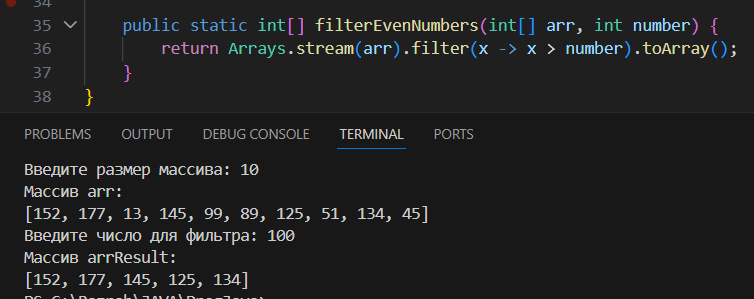 34
35 public static int[] filterEvenNumbers(int[] arr, int number) {
36 return Arrays.stream(arr).filter(x -> x > number).toArray();
37 }
38 }
PROBLEMS OUTPUT DEBUG CONSOLE TERMINAL PORTS
Введите размер массива: 10
Массив arr:
[152, 177, 13, 145, 99, 89, 125, 51, 134, 45]
Введите число для фильтра: 100
Массив arrResult:
[152, 177, 145, 125, 134]